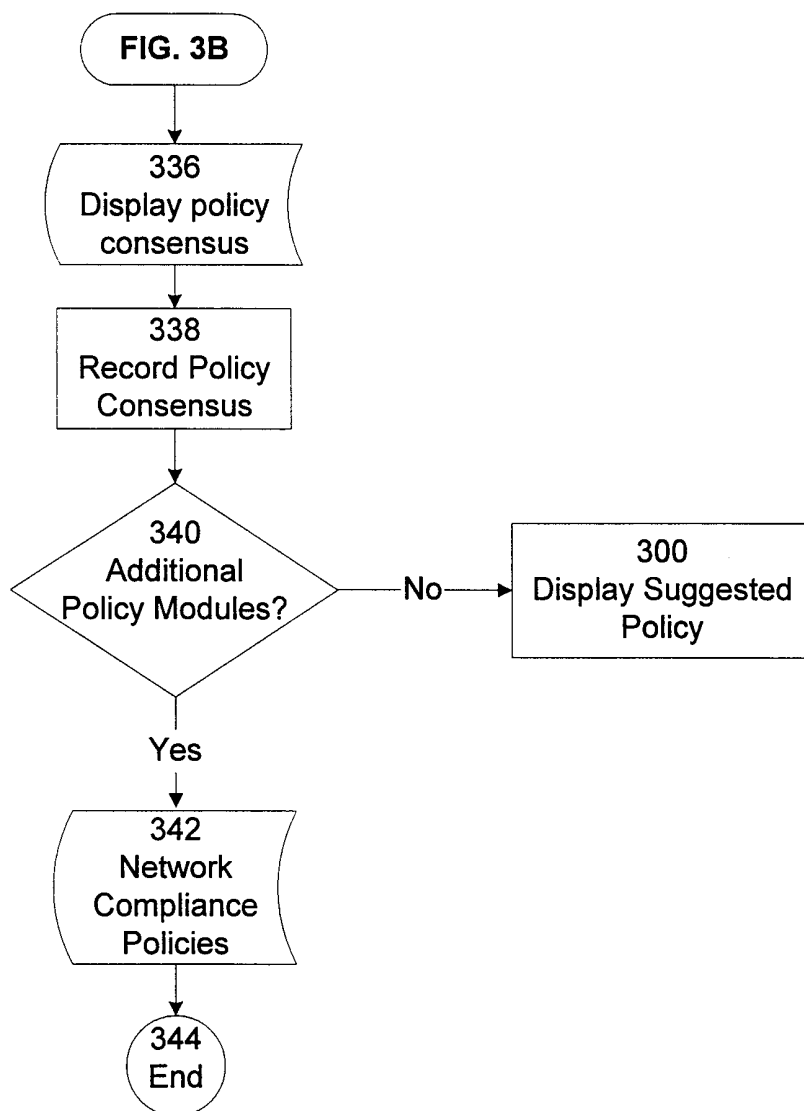 FIG. 3B
336
Display policy
consensus
338
Record Policy
Consensus
340
Additional
Policy Modules?
No
300
Display Suggested
Policy
Yes
342
Network
Compliance
Policies
344
End